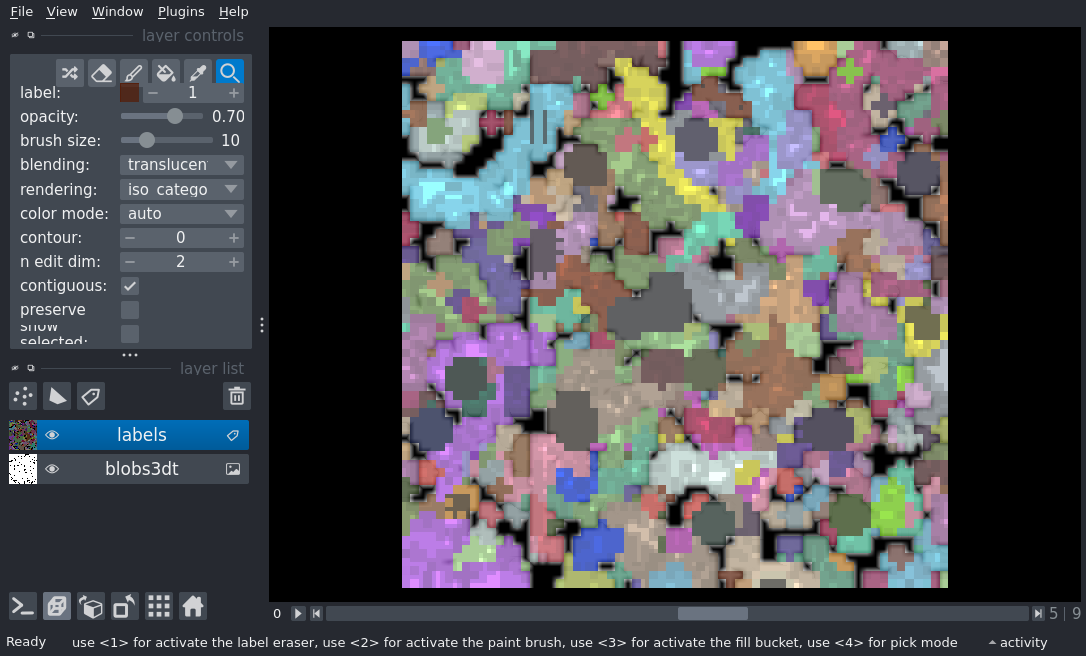 File View Window Plugins Help
layer controls
label: 1
opacity: 0.70
brush size: 10
blending: translucen
rendering: iso_catego
color mode: auto
contour: 0
n edit dim: 2
contiguous:
preserve
show
selected:
layer list
labels
blobs3dt
0 5 | 9
Ready use <1> for activate the label eraser, use <2> for activate the paint brush, use <3> for activate the fill bucket, use <4> for pick mode activity